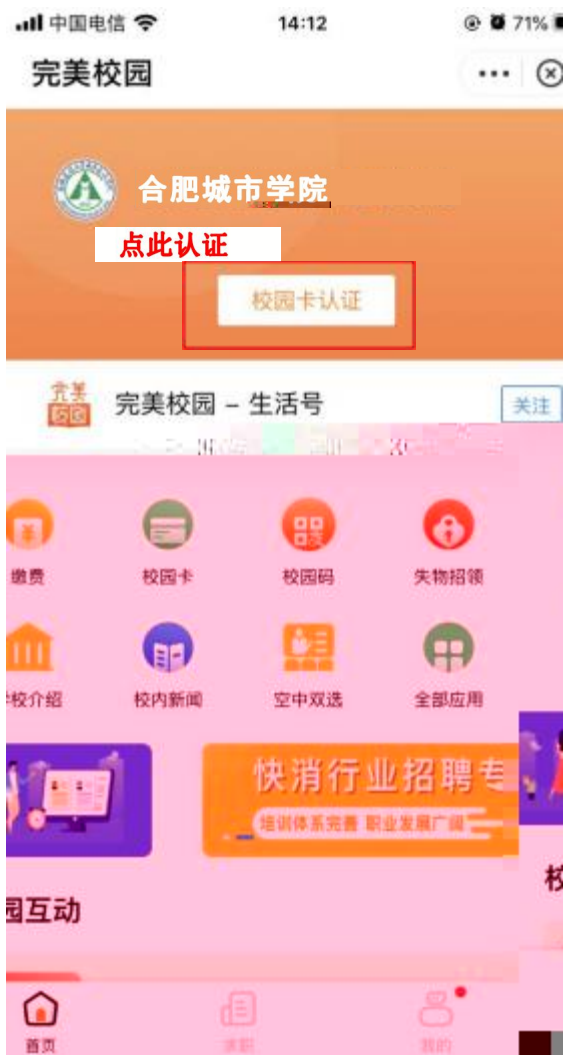 中国电信 14:12 71%
完美校园
合肥城市学院
点此认证
校园卡认证
完美校园 – 生活号 关注
缴费 校园卡 校园码 失物招领
校介绍 校内新闻 空中双选 全部应用
快消行业招聘专
培训体系完善 职业发展广阔
校
园互动
首页 求职 我的